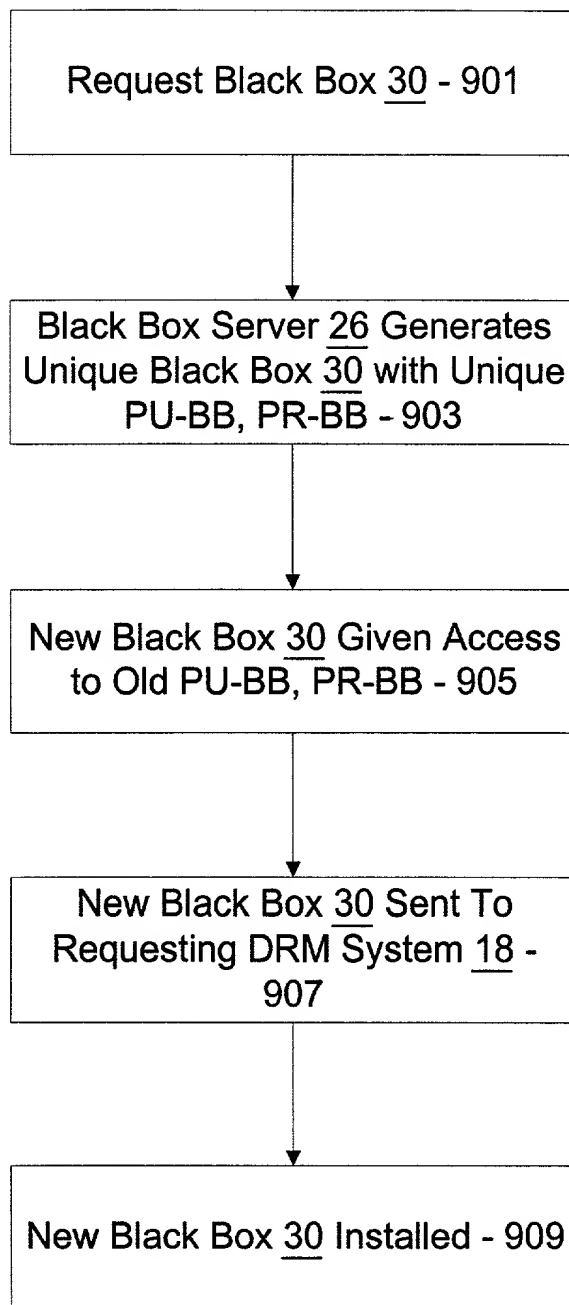 Request Black Box 30 - 901
Black Box Server 26 Generates
Unique Black Box 30 with Unique
PU-BB, PR-BB - 903
New Black Box 30 Given Access
to Old PU-BB, PR-BB - 905
New Black Box 30 Sent To
Requesting DRM System 18 -
907
New Black Box 30 Installed - 909